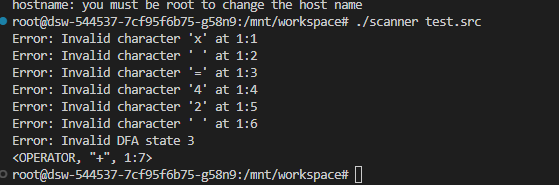 hostname: you must be root to change the host name
root@dsw-544537-7cf95f6b75-g58n9:/mnt/workspace# ./scanner test.src
Error: Invalid character 'x' at 1:1
Error: Invalid character ' ' at 1:2
Error: Invalid character '=' at 1:3
Error: Invalid character '4' at 1:4
Error: Invalid character '2' at 1:5
Error: Invalid character ' ' at 1:6
Error: Invalid DFA state 3
<OPERATOR, "+", 1:7>
root@dsw-544537-7cf95f6b75-g58n9:/mnt/workspace#